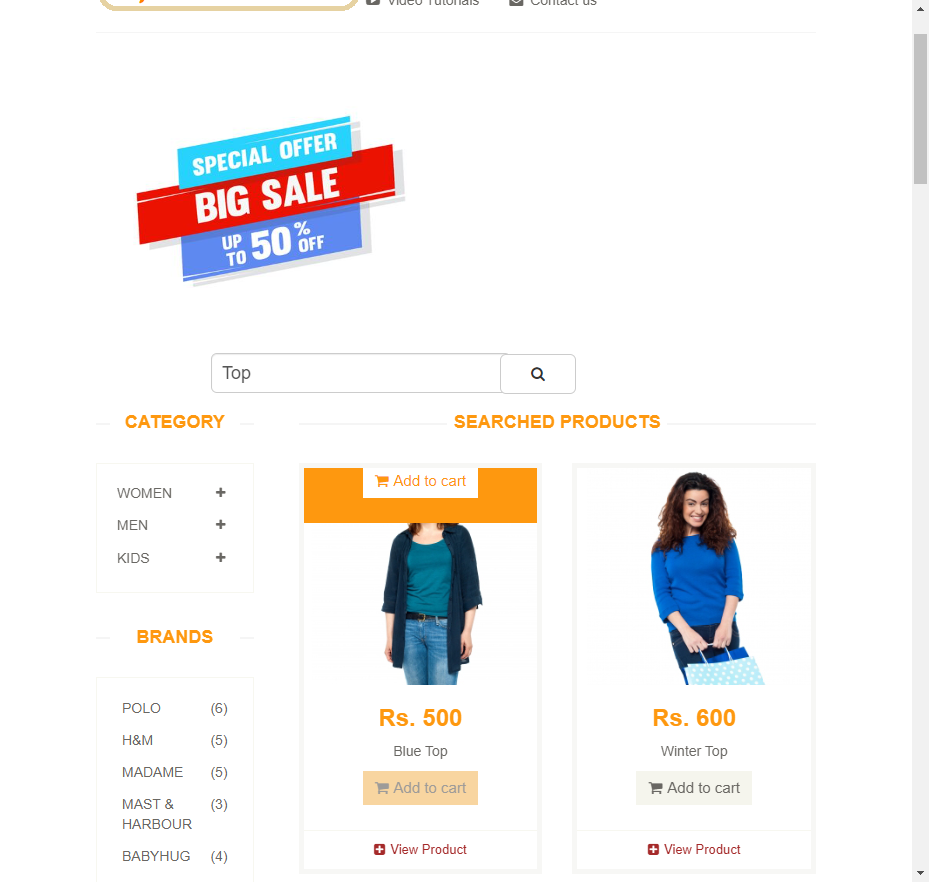 Video Tutorials
Contact us
SPECIAL OFFER
BIG SALE
UP TO 50% OFF
Top
CATEGORY
SEARCHED PRODUCTS
WOMEN
MEN
KIDS
BRANDS
POLO (6)
H&M (5)
MADAME (5)
MAST & (3)
HARBOUR
BABYHUG (4)
Add to cart
Rs. 500
Blue Top
Add to cart
View Product
Rs. 600
Winter Top
Add to cart
View Product